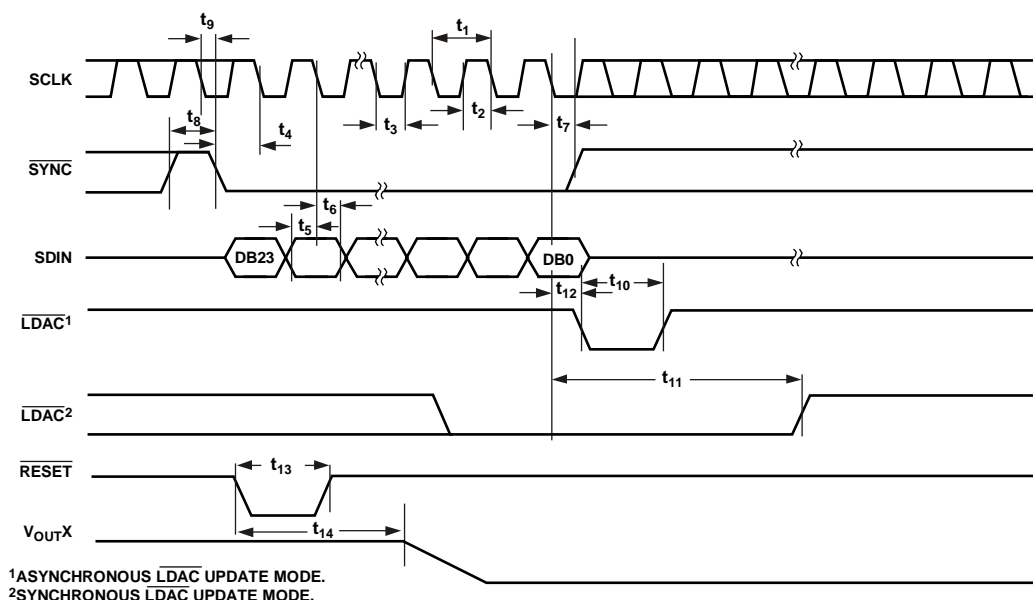 t9
t1
SCLK
t8
t4
t3
t2
t7
SYNC
t5
t6
SDIN
DB23
DB0
t12
t10
LDAC1
t11
LDAC2
RESET
t13
t14
VOUTX
1ASYNCHRONOUS LDAC UPDATE MODE.
2SYNCHRONOUS LDAC UPDATE MODE.